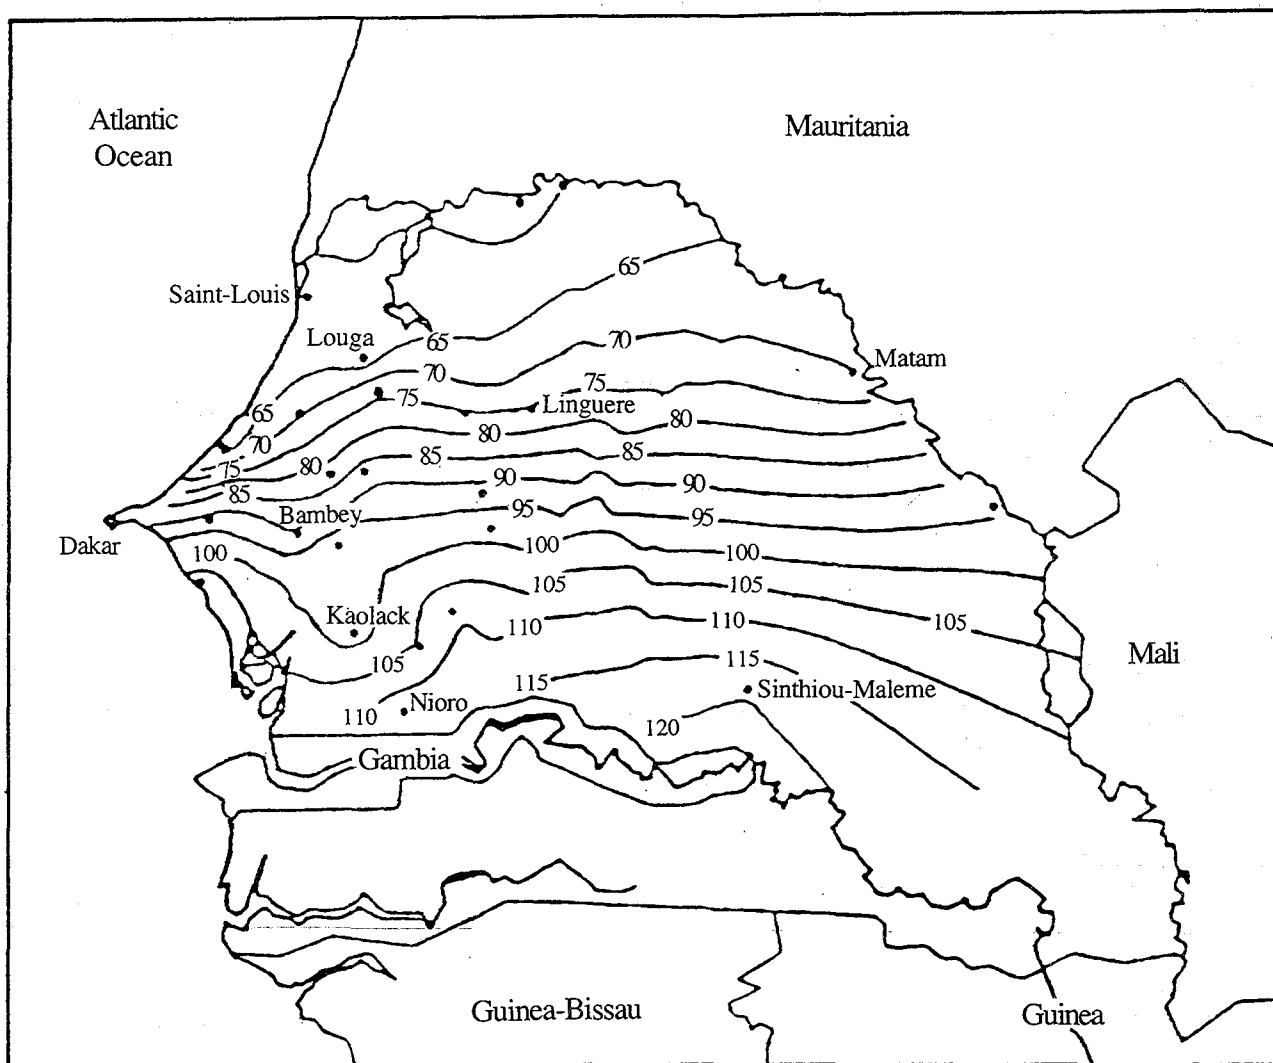 Atlantic
Ocean
Mauritania
65
Saint-Louis
Louga
65
70
Matam
70
75
75
Linguere
65
80
70
80
85
85
75
80
90
90
85
95
95
Bambey
Dakar
100
100
100
105
105
Kaolack
110
110
105
Mali
105
115
115
Sinthiou-Maleme
Nioro
110
120
Gambia
Guinea-Bissau
Guinea